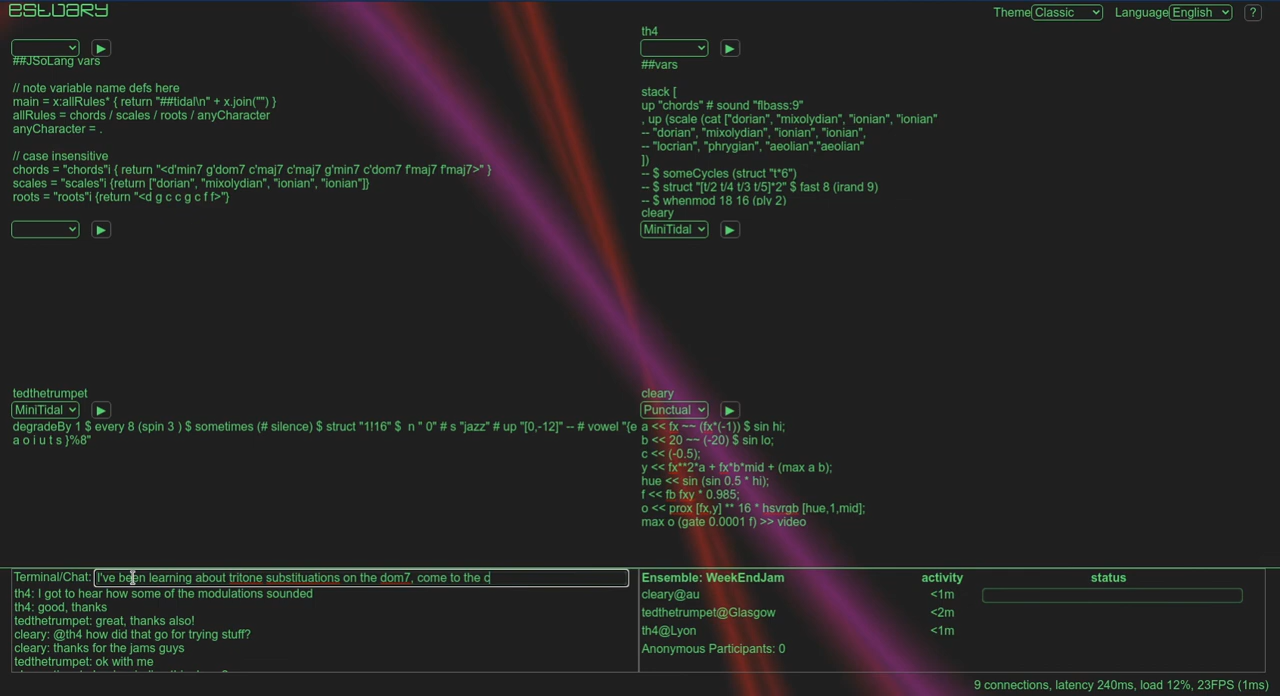 estuary
Theme Classic Language English ?
##JSoLang vars
// note variable name defs here
main = x:allRules* { return "##tidal\n" + x.join("") }
allRules = chords / scales / roots / anyCharacter
anyCharacter = .
// case insensitive
chords = "chords"i { return "<d'min7 g'dom7 c'maj7 c'maj7 g'min7 c'dom7 f'maj7 f'maj7>" }
scales = "scales"i {return ["dorian", "mixolydian", "ionian", "ionian"]}
roots = "roots"i {return "<d g c c g c f f>"}
th4
##vars
stack [
up "chords" # sound "flbass:9"
, up (scale (cat ["dorian", "mixolydian", "ionian", "ionian"
-- "dorian", "mixolydian", "ionian", "ionian",
-- "locrian", "phrygian", "aeolian","aeolian"
])
-- $ someCycles (struct "t*6")
-- $ struct "[t/2 t/4 t/3 t/5]*2" $ fast 8 (irand 9)
-- $ whenmod 18 16 (ply 2)
cleary
MiniTidal
tedthetrumpet
MiniTidal
degradeBy 1 $ every 8 (spin 3 ) $ sometimes (# silence) $ struct "1!16" $ n " 0" # s "jazz" # up "[0,-12]" -- # vowel "{e
a o i u t s }%8"
cleary
Punctual
a << fx ~~ (fx*(-1)) $ sin hi;
b << 20 ~~ (-20) $ sin lo;
c << (-0.5);
y << fx**2*a + fx*b*mid + (max a b);
hue << sin (sin 0.5 * hi);
f << fb fxy * 0.985;
o << prox [fx,y] ** 16 * hsvrgb [hue,1,mid];
max o (gate 0.0001 f) >> video
Terminal/Chat: I've been learning about tritone substituations on the dom7, come to the c
th4: I got to hear how some of the modulations sounded
th4: good, thanks
tedthetrumpet: great, thanks also!
cleary: @th4 how did that go for trying stuff?
cleary: thanks for the jams guys
tedthetrumpet: ok with me
Ensemble: WeekEndJam activity status
cleary@au <1m
tedthetrumpet@Glasgow <2m
th4@Lyon <1m
Anonymous Participants: 0
9 connections, latency 240ms, load 12%, 23FPS (1ms)